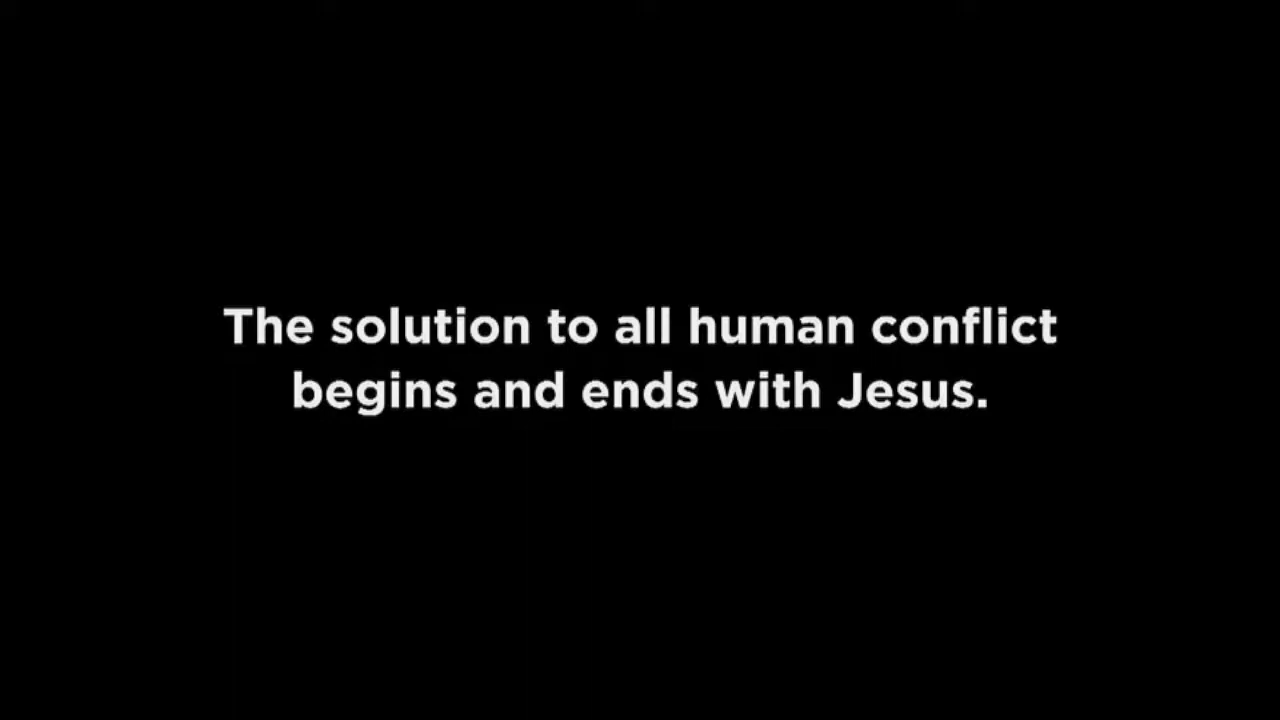 The solution to all human conflict
begins and ends with Jesus.